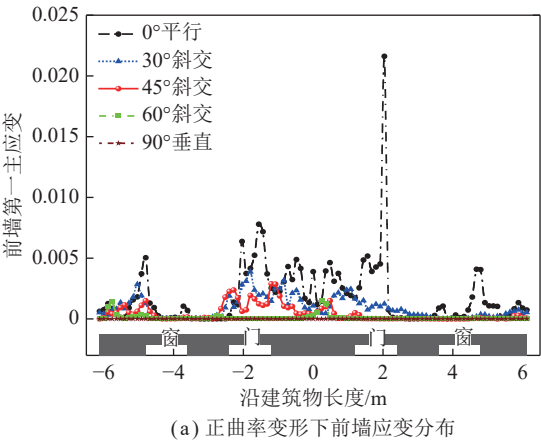 0.025
0.020
0.015
0.010
0.005
0
前墙第一主应变
0°平行
30°斜交
45°斜交
60°斜交
90°垂直
窗 门 门 窗
−6 −4 −2 0 2 4 6
沿建筑物长度/m
(a) 正曲率变形下前墙应变分布